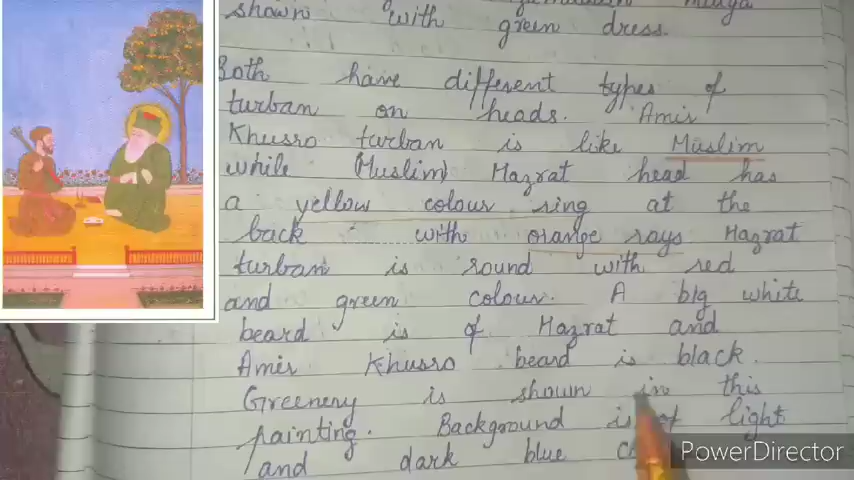 shown with green dress.
Both have different types of
turban on heads. Amir
Khusro turban is like Muslim
while (Muslim) Hazrat head has
a yellow colour ring at the
back with orange rays Hazrat
turban is round with red
and green colour. A big white
beard is of Hazrat and
Amir Khusro beard is black.
Greenery is shown in this
painting. Background is of light
and dark blue
PowerDirector